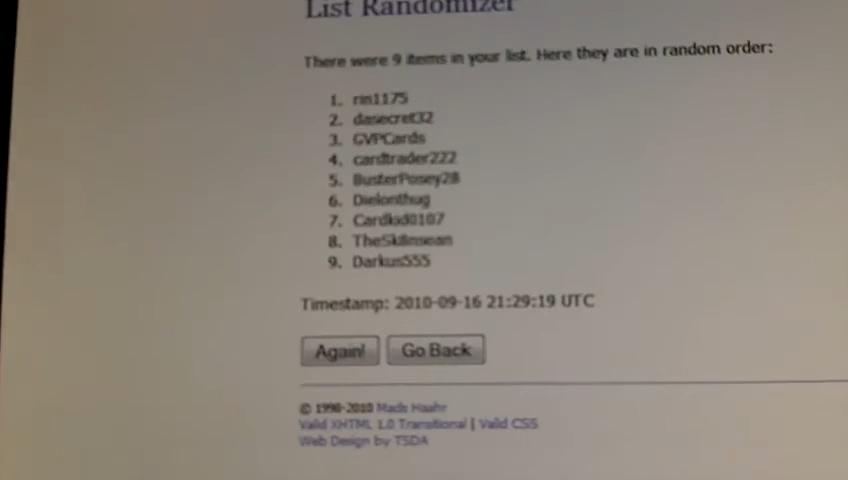 List Randomizer
There were 9 items in your list. Here they are in random order:
1. rin1175
2. dasecret32
3. GVPCards
4. cardtrader222
5. BusterPosey28
6. Dielonthug
7. Cardkid0107
8.
9. Darkus555
Timestamp: 2010-09-16 21:29:19 UTC
Again! Go Back
© 1998-2010 Mads Haahr
Valid XHTML 1.0 Transitional | Valid CSS
Web Design by TSDA